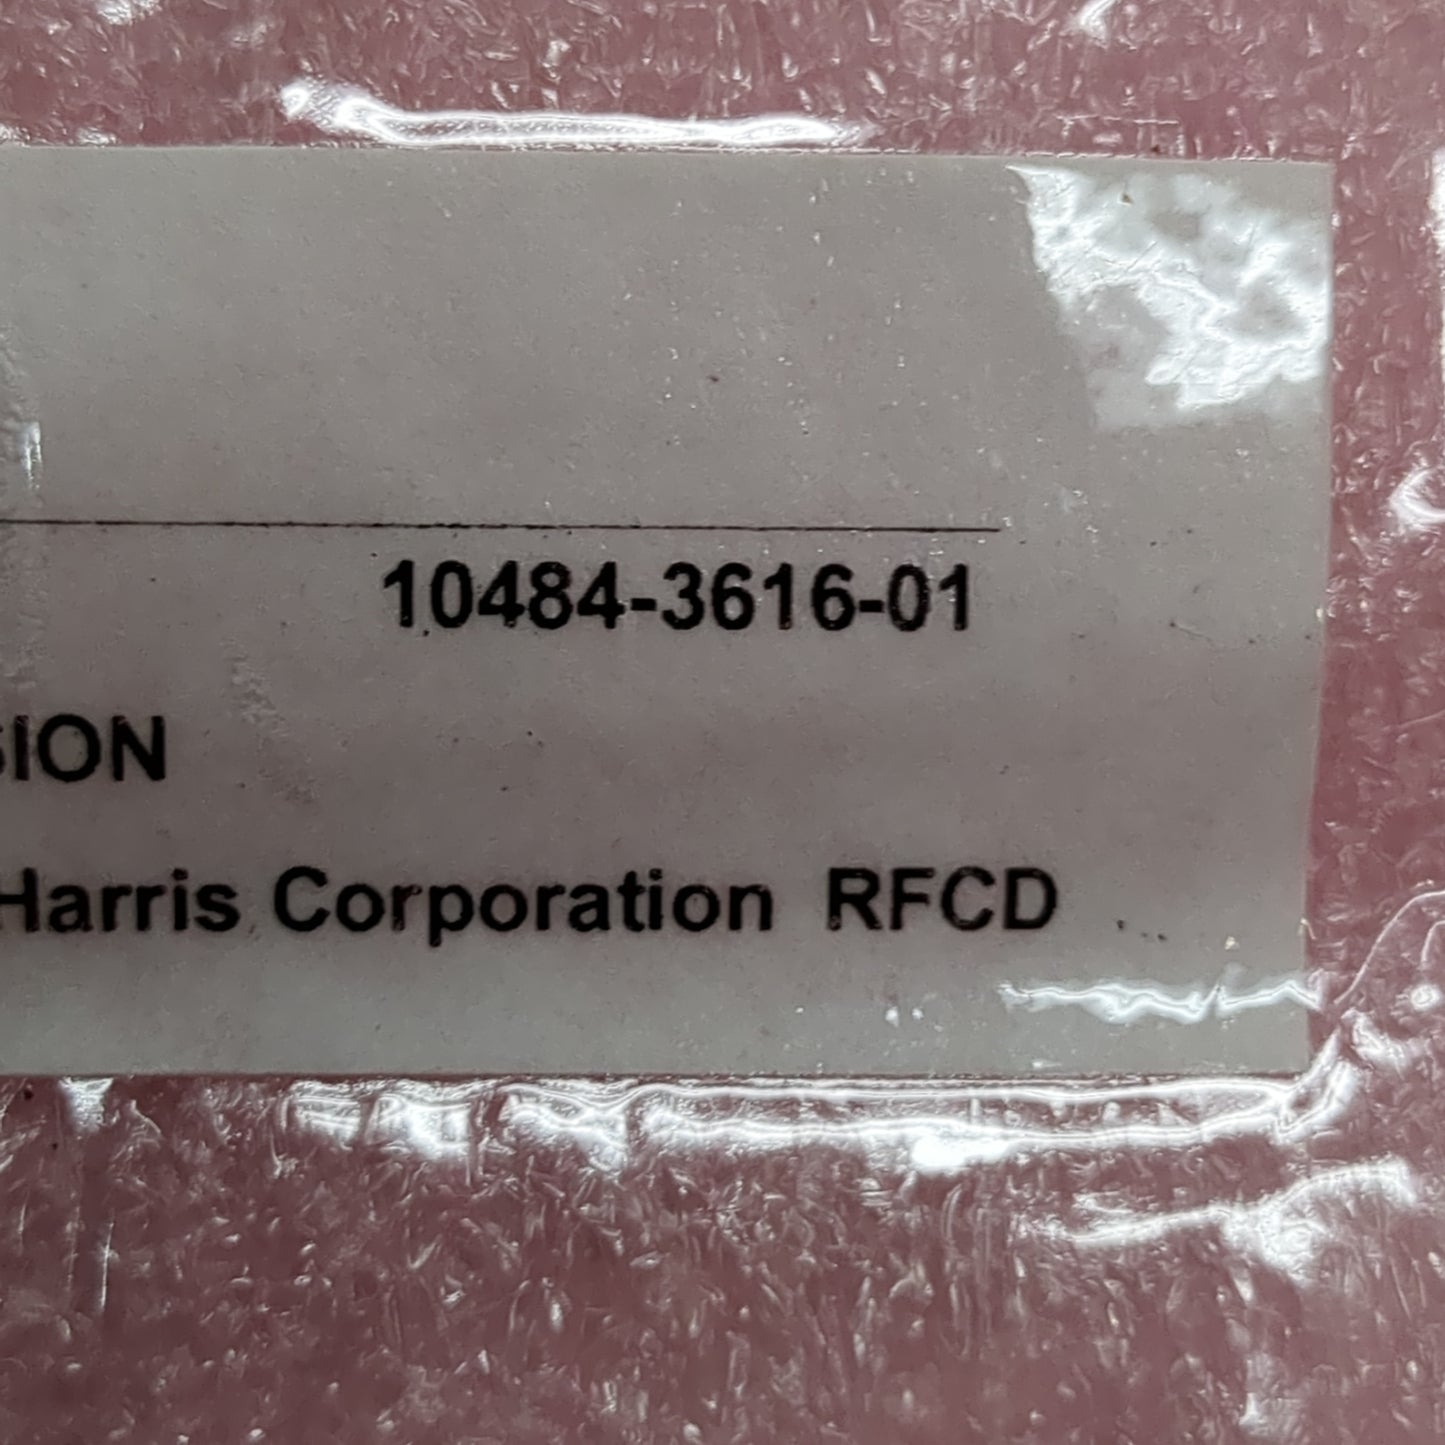 10484-3616-01
SION
Harris Corporation RFCD